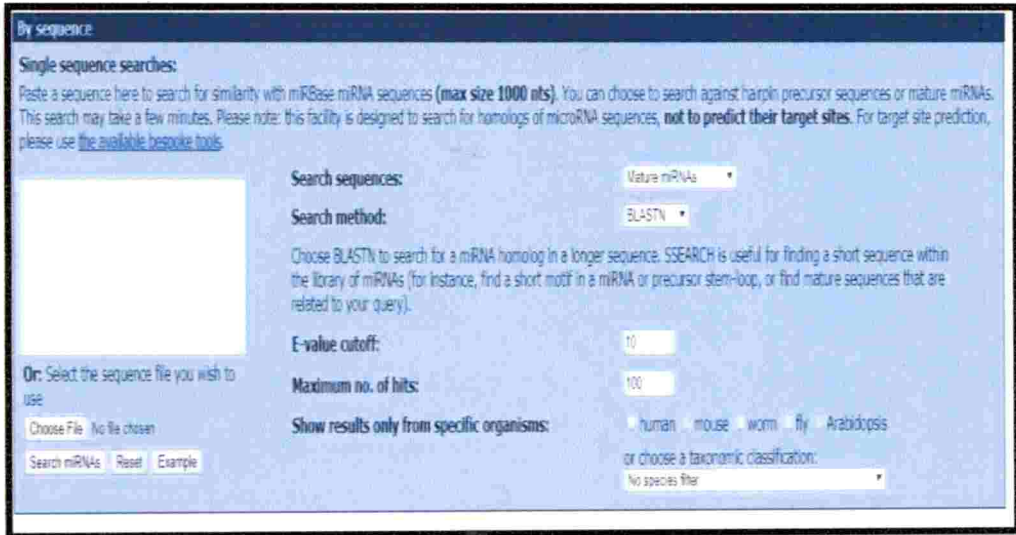 By sequence
Single sequence searches:
Paste a sequence here to search for similarity with miRBase miRNA sequences (max size 1000 nts). You can choose to search against hairpin precursor sequences or mature miRNAs.
This search may take a few minutes. Please note: this facility is designed to search for homologs of microRNA sequences, not to predict their target sites. For target site prediction,
please use the available bespoke tools.
Search sequences: Mature miRNAs
Search method: BLASTN
Choose BLASTN to search for a miRNA homolog in a longer sequence. SSEARCH is useful for finding a short sequence within
the library of miRNAs (for instance, find a short motif in a miRNA or precursor stem-loop, or find mature sequences that are
related to your query).
E-value cutoff: 10
Or: Select the sequence file you wish to
use
Maximum no. of hits: 100
Choose File No file chosen
Show results only from specific organisms: human mouse worm fly Arabidopsis
Search miRNAs Reset Example
or choose a taxonomic classification:
No species filter